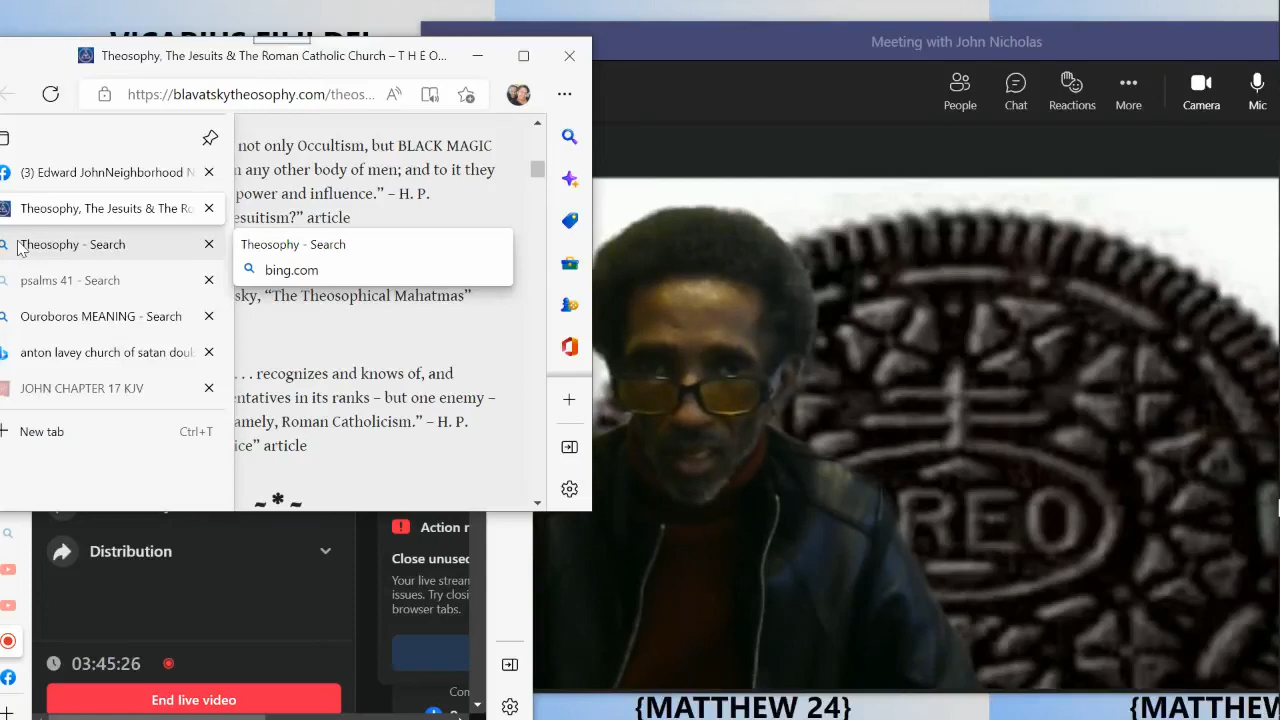 Meeting with John Nicholas
People
Chat
Reactions
More
Camera
Mic
Theosophy, The Jesuits & The Roman Catholic Church – T H E O...
https://blavatskytheosophy.com/theos...
(3) Edward JohnNeighborhood N
Theosophy, The Jesuits & The Ro
Theosophy - Search
psalms 41 - Search
Ouroboros MEANING - Search
anton lavey church of satan doub
JOHN CHAPTER 17 KJV
New tab
Ctrl+T
not only Occultism, but BLACK MAGIC
any other body of men; and to it they
power and influence.” – H. P.
esuitism?” article
Theosophy - Search
bing.com
sky, “The Theosophical Mahatmas”
. . . recognizes and knows of, and
entatives in its ranks – but one enemy –
amely, Roman Catholicism.” – H. P.
ice” article
~*~
Distribution
03:45:26
End live video
Action r
Close unused
Your live strean
issues. Try closi
browser tabs.
Con
REO
{MATTHEW 24}
{MATTHEW